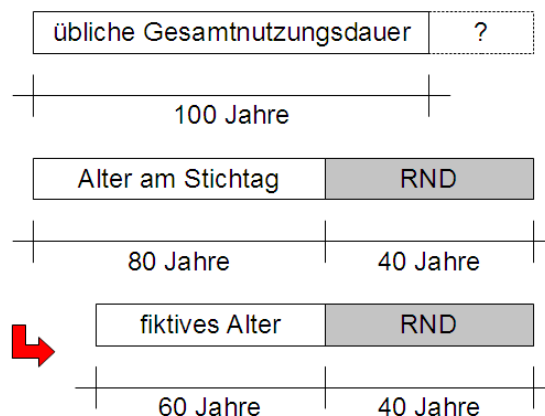 übliche Gesamtnutzungsdauer ?
100 Jahre
Alter am Stichtag RND
80 Jahre 40 Jahre
fiktives Alter RND
60 Jahre 40 Jahre